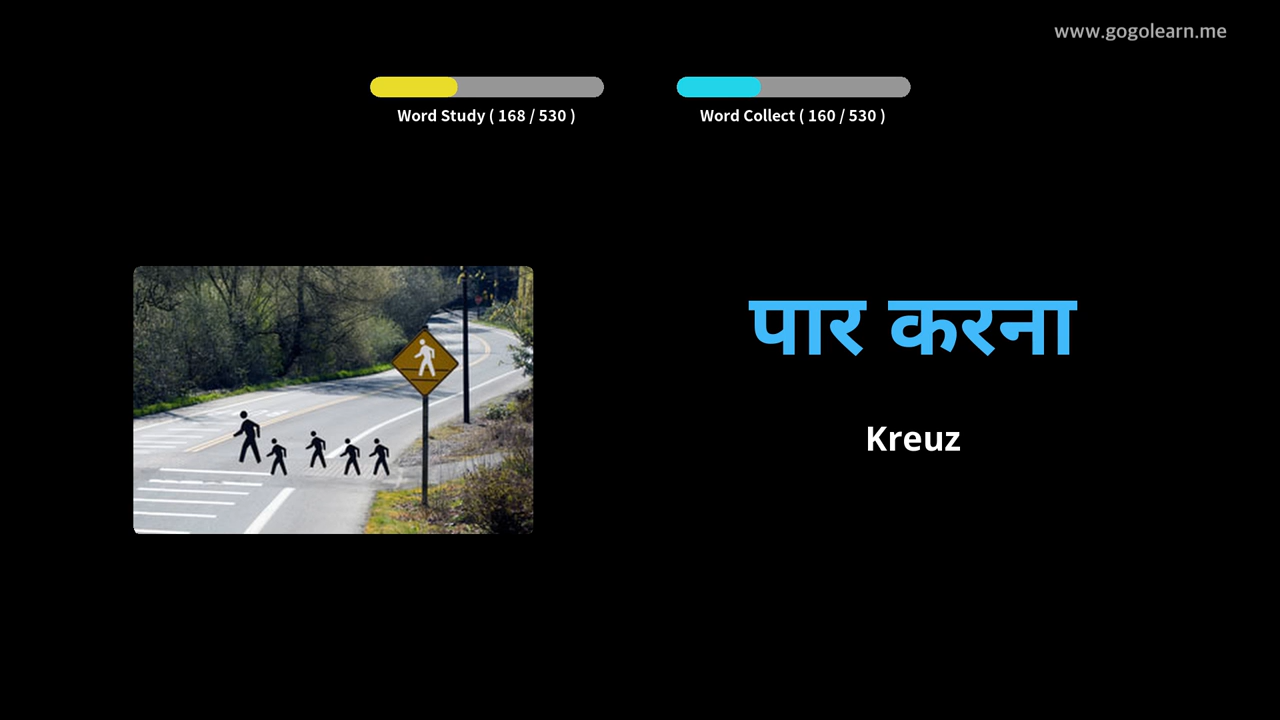 www.gogolearn.me
Word Study ( 168 / 530 )
Word Collect ( 160 / 530 )
पार करना
Kreuz